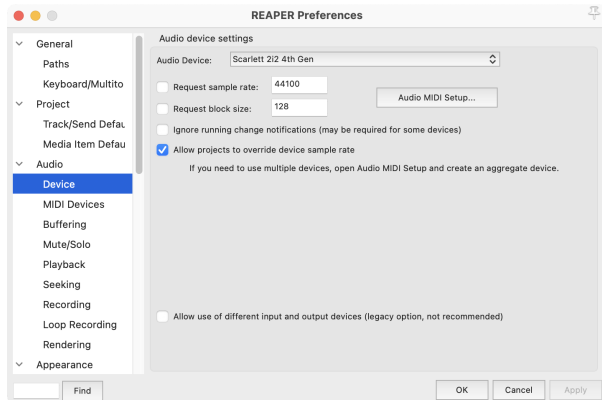 REAPER Preferences
General
Paths
Keyboard/Multito
Project
Track/Send Defau
Media Item Defau
Audio
Device
MIDI Devices
Buffering
Mute/Solo
Playback
Seeking
Recording
Loop Recording
Rendering
Appearance
Find
Audio device settings
Audio Device: Scarlett 2i2 4th Gen
Request sample rate: 44100
Request block size: 128
Audio MIDI Setup...
Ignore running change notifications (may be required for some devices)
Allow projects to override device sample rate
If you need to use multiple devices, open Audio MIDI Setup and create an aggregate device.
Allow use of different input and output devices (legacy option, not recommended)
OK Cancel Apply